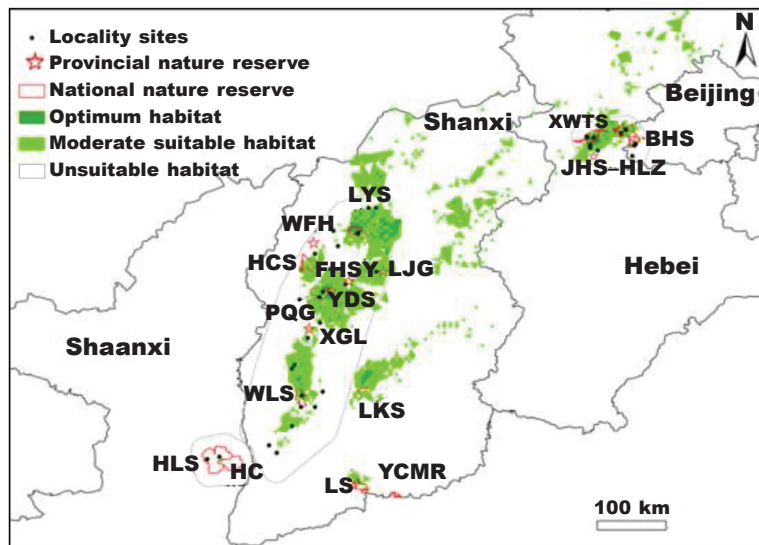 Locality sites
Provincial nature reserve
National nature reserve
Optimum habitat
Moderate suitable habitat
Unsuitable habitat
N
Beijing
Shanxi
XWTS
BHS
JHS-HLZ
LYS
WFH
HCS
FHSY
LJG
Hebei
YDS
PQG
XGL
Shaanxi
WLS
LKS
HLS
HC
YCMR
LS
100 km